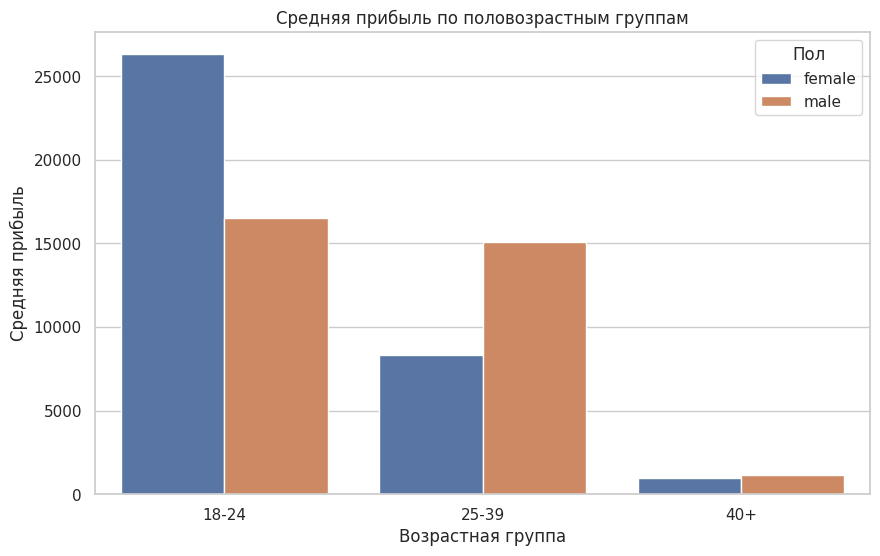 Средняя прибыль по половозрастным группам
Пол
female
male
Средняя прибыль
25000
20000
15000
10000
5000
0
18-24
25-39
40+
Возрастная группа